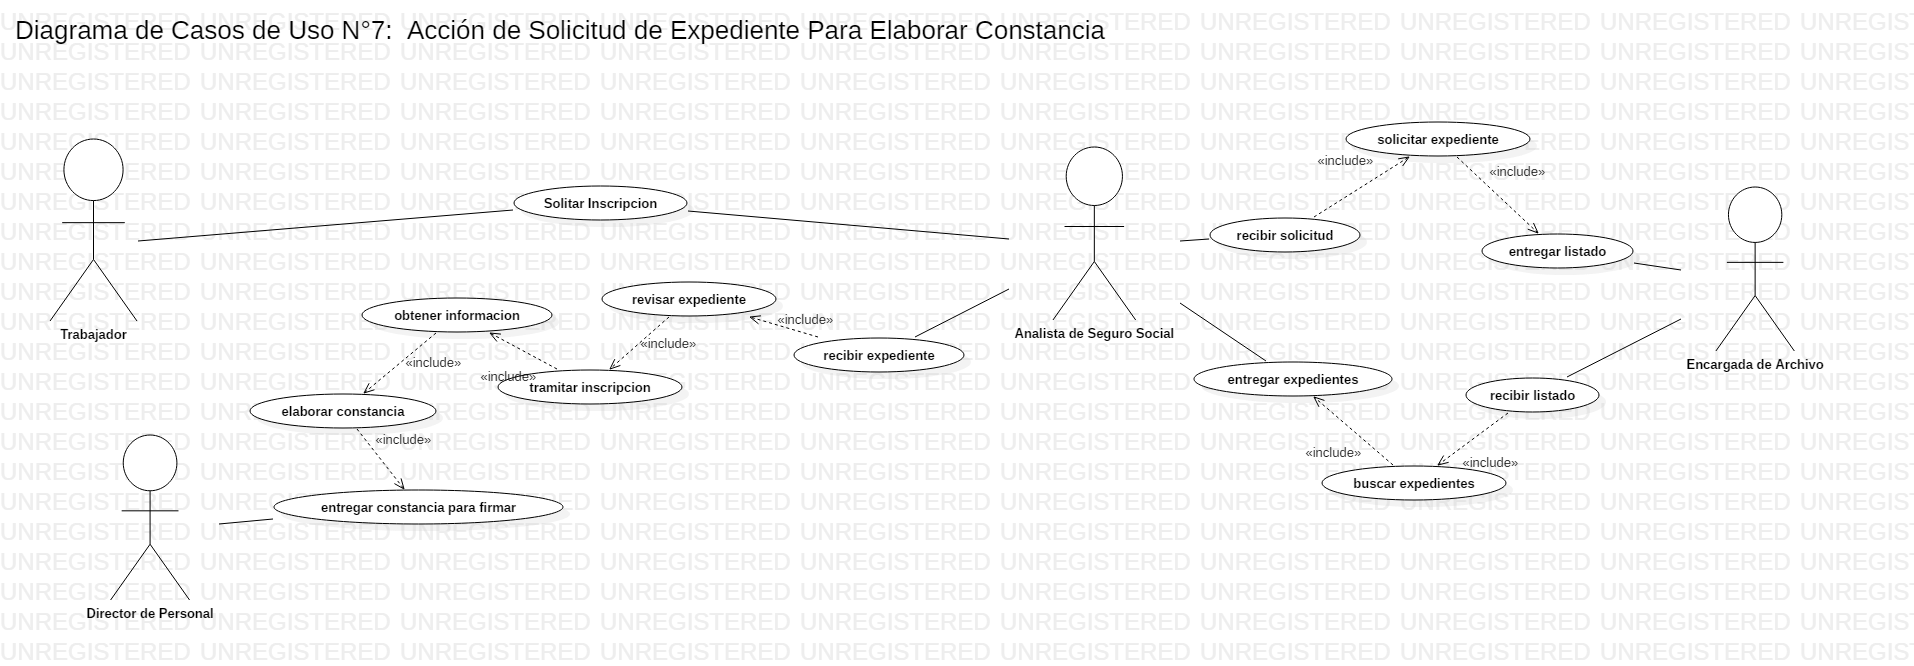 Diagrama de Casos de Uso N°7:  Acción de Solicitud de Expediente Para Elaborar Constancia
solicitar expediente
«include»
«include»
Solitar Inscripcion
recibir solicitud
entregar listado
revisar expediente
obtener informacion
«include»
Trabajador
Analista de Seguro Social
«include»
recibir expediente
«include»
Encargada de Archivo
«include»
tramitar inscripcion
entregar expedientes
recibir listado
elaborar constancia
«include»
«include»
«include»
buscar expedientes
entregar constancia para firmar
Director de Personal
UNREGISTERED